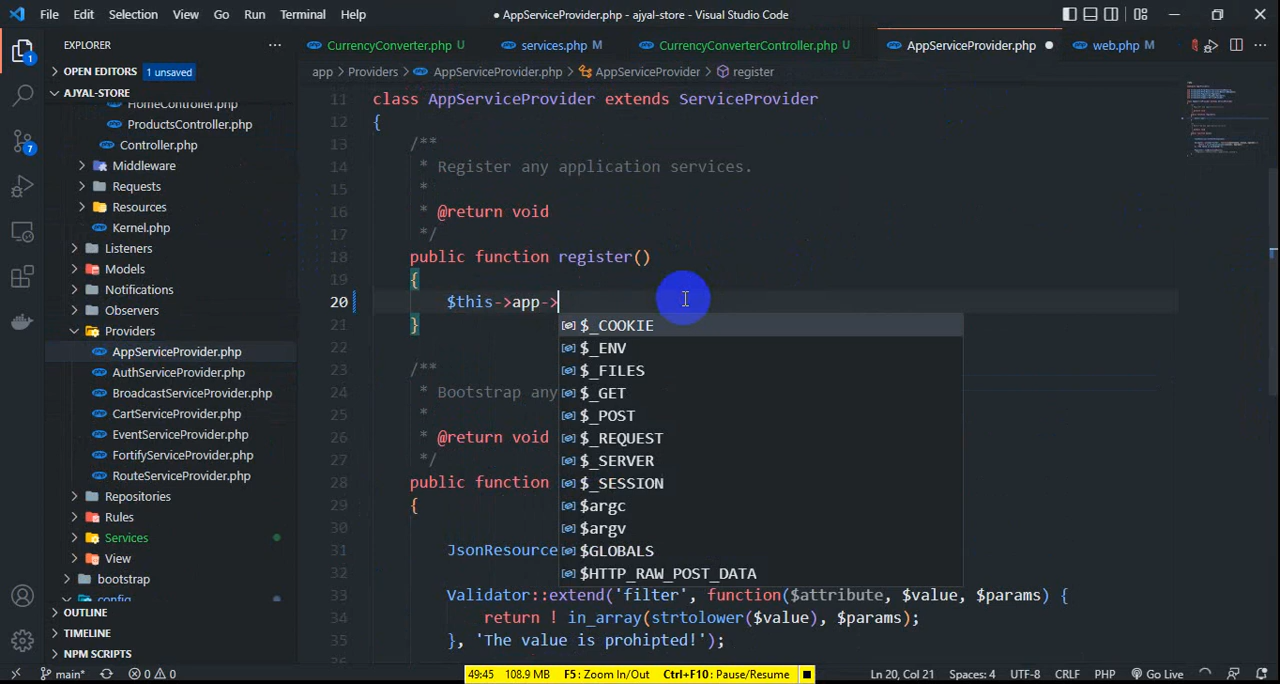 File Edit Selection View Go Run Terminal Help
● AppServiceProvider.php - ajyal-store - Visual Studio Code
EXPLORER
CurrencyConverter.php U
services.php M
CurrencyConverterController.php U
AppServiceProvider.php
web.php M
OPEN EDITORS 1 unsaved
app > Providers > AppServiceProvider.php > AppServiceProvider > register
AJYAL-STORE
HomeController.php
ProductsController.php
Controller.php
Middleware
Requests
Resources
Kernel.php
Listeners
Models
Notifications
Observers
Providers
AppServiceProvider.php
AuthServiceProvider.php
BroadcastServiceProvider.php
CartServiceProvider.php
EventServiceProvider.php
FortifyServiceProvider.php
RouteServiceProvider.php
Repositories
Rules
Services
View
bootstrap
config
OUTLINE
TIMELINE
NPM SCRIPTS
1
7
11 class AppServiceProvider extends ServiceProvider
12 {
13 /**
14 * Register any application services.
15 *
16 * @return void
17 */
18 public function register()
19 {
20 $this->app->
21 }
22
23 /**
24 * Bootstrap any
25 *
26 * @return void
27 */
28 public function
29 {
30
31 JsonResource
32
33 Validator::extend('filter', function($attribute, $value, $params) {
34 return ! in_array(strtolower($value), $params);
35 }, 'The value is prohipted!');
$_COOKIE
$_ENV
$_FILES
$_GET
$_POST
$_REQUEST
$_SERVER
$_SESSION
$argc
$argv
$GLOBALS
$HTTP_RAW_POST_DATA
main* 0 0
49:45 108.9 MB F5: Zoom In/Out Ctrl+F10: Pause/Resume
Ln 20, Col 21 Spaces: 4 UTF-8 CRLF PHP Go Live